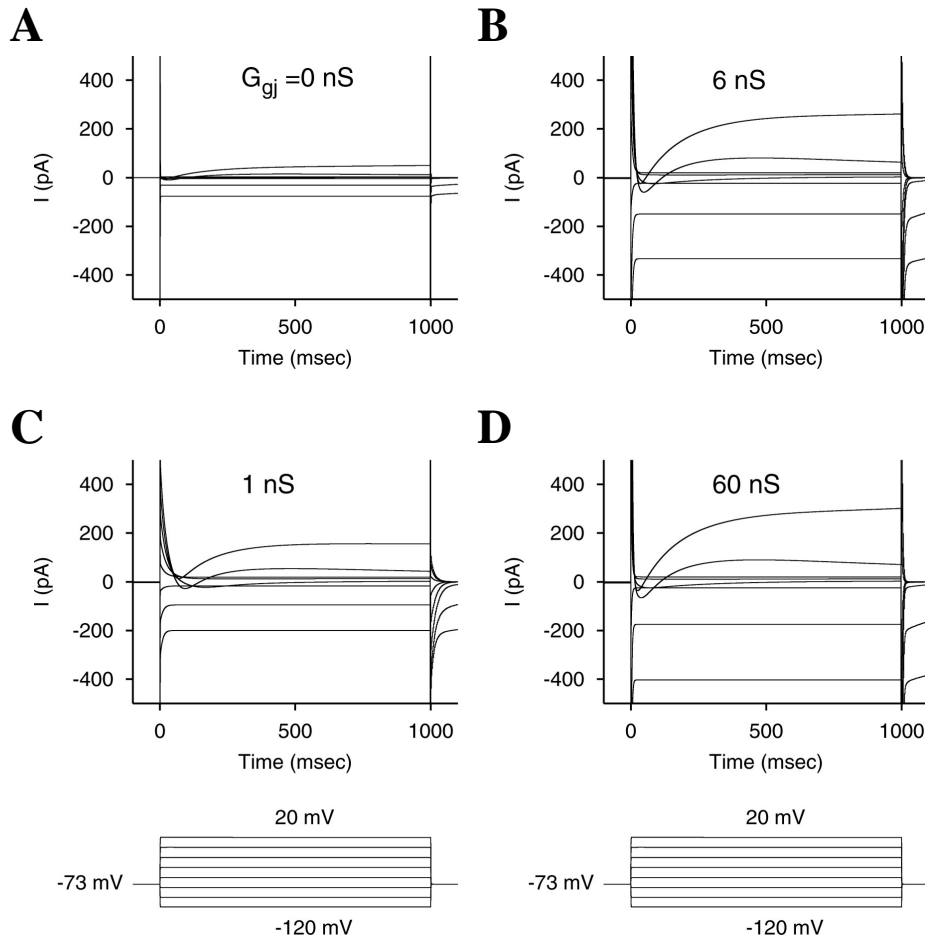 A
B
G_gj =0 nS
6 nS
400
200
0
-200
-400
I (pA)
0
500
1000
Time (msec)
400
200
0
-200
-400
I (pA)
0
500
1000
Time (msec)
C
D
1 nS
60 nS
400
200
0
-200
-400
I (pA)
0
500
1000
Time (msec)
400
200
0
-200
-400
I (pA)
0
500
1000
Time (msec)
20 mV
-73 mV
-120 mV
20 mV
-73 mV
-120 mV